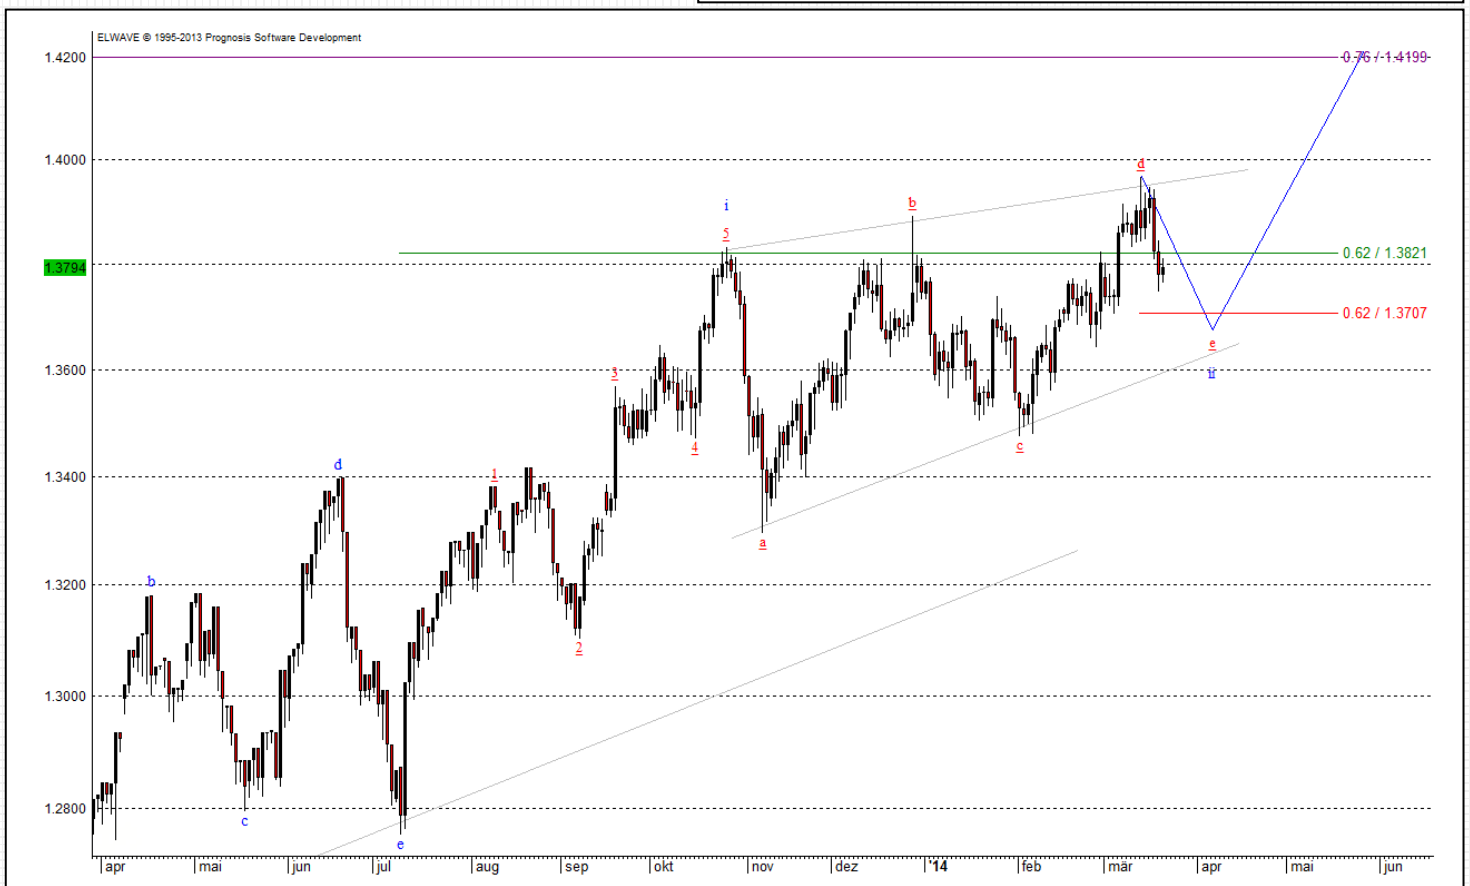 ELWAVE © 1995-2013 Prognosis Software Development
1.4200
0.76 / 1.4199
1.4000
d
b
i
5
0.62 / 1.3821
1.3794
0.62 / 1.3707
e
1.3600
3
ii
4
c
d
1
1.3400
a
b
1.3200
2
1.3000
1.2800
c
e
apr mai jun jul aug sep okt nov dez '14 feb mär apr mai jun